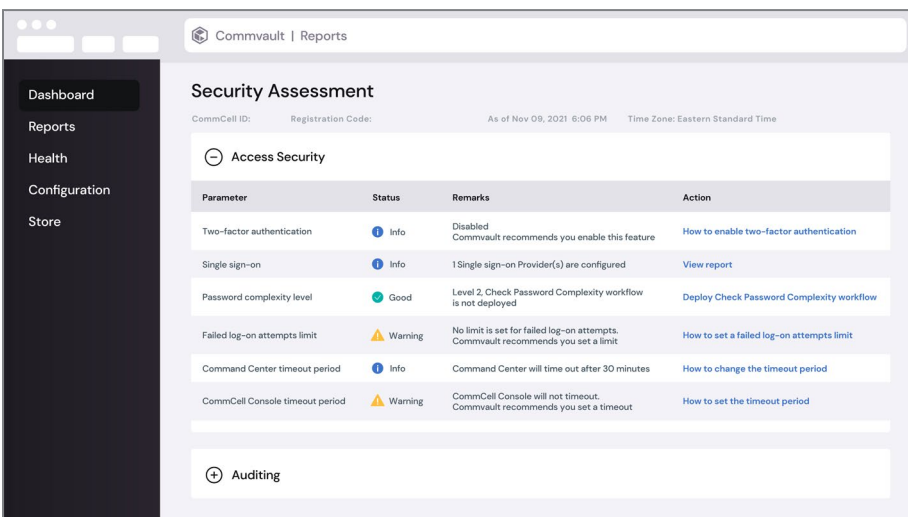 Commvault | Reports
Dashboard
Reports
Health
Configuration
Store
Security Assessment
CommCell ID: Registration Code: As of Nov 09, 2021 6:06 PM Time Zone: Eastern Standard Time
Access Security
Parameter Status Remarks Action
Two-factor authentication Info Disabled
Commvault recommends you enable this feature How to enable two-factor authentication
Single sign-on Info 1 Single sign-on Provider(s) are configured View report
Password complexity level Good Level 2, Check Password Complexity workflow
is not deployed Deploy Check Password Complexity workflow
Failed log-on attempts limit Warning No limit is set for failed log-on attempts.
Commvault recommends you set a limit How to set a failed log-on attempts limit
Command Center timeout period Info Command Center will time out after 30 minutes How to change the timeout period
CommCell Console timeout period Warning CommCell Console will not timeout.
Commvault recommends you set a timeout How to set the timeout period
Auditing